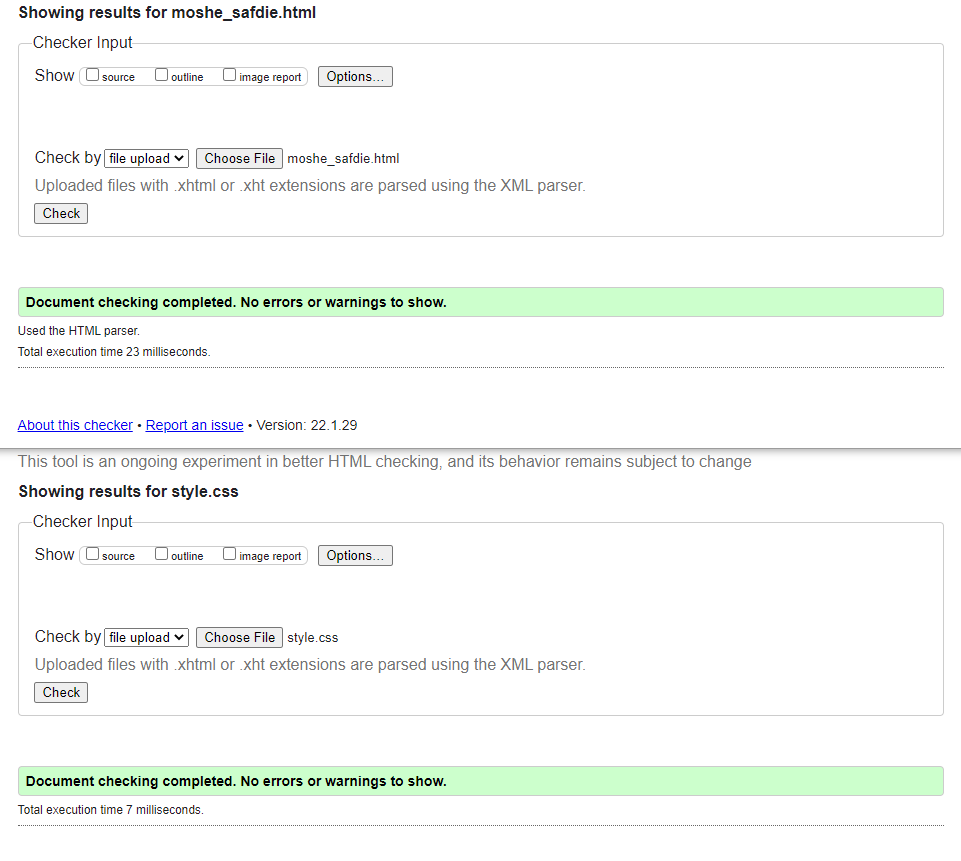 Showing results for moshe_safdie.html
Checker Input
Show source outline image report Options...
Check by file upload Choose File moshe_safdie.html
Uploaded files with .xhtml or .xht extensions are parsed using the XML parser.
Check
Document checking completed. No errors or warnings to show.
Used the HTML parser.
Total execution time 23 milliseconds.
About this checker • Report an issue • Version: 22.1.29
This tool is an ongoing experiment in better HTML checking, and its behavior remains subject to change
Showing results for style.css
Checker Input
Show source outline image report Options...
Check by file upload Choose File style.css
Uploaded files with .xhtml or .xht extensions are parsed using the XML parser.
Check
Document checking completed. No errors or warnings to show.
Total execution time 7 milliseconds.